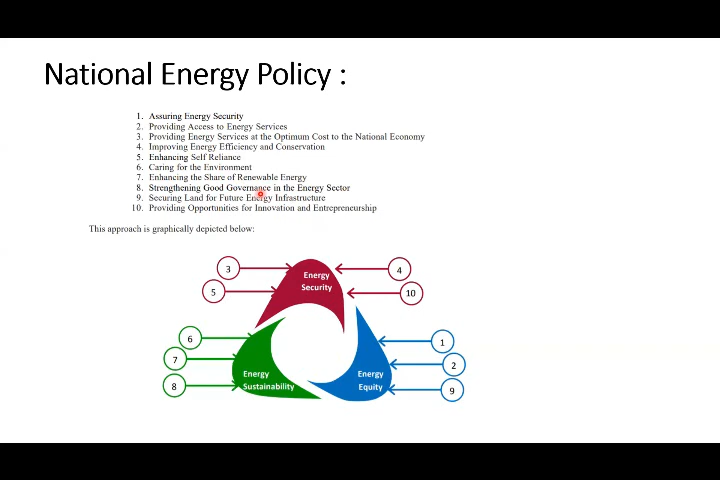 National Energy Policy :
1. Assuring Energy Security
2. Providing Access to Energy Services
3. Providing Energy Services at the Optimum Cost to the National Economy
4. Improving Energy Efficiency and Conservation
5. Enhancing Self Reliance
6. Caring for the Environment
7. Enhancing the Share of Renewable Energy
8. Strengthening Good Governance in the Energy Sector
9. Securing Land for Future Energy Infrastructure
10. Providing Opportunities for Innovation and Entrepreneurship
This approach is graphically depicted below:
3
5
Energy
Security
4
10
6
7
8
Energy
Sustainability
Energy
Equity
1
2
9